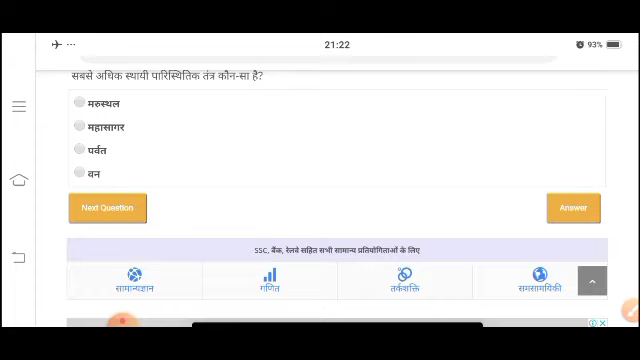 21:22
93%
सबसे अधिक स्थायी पारिस्थितिक तंत्र कौन-सा है?
मरुस्थल
महासागर
पर्वत
वन
Next Question
Answer
SSC, बैंक, रेलवे सहित सभी सामान्य प्रतियोगिताओं के लिए
सामान्यज्ञान
गणित
तर्कशक्ति
समसामयिकी